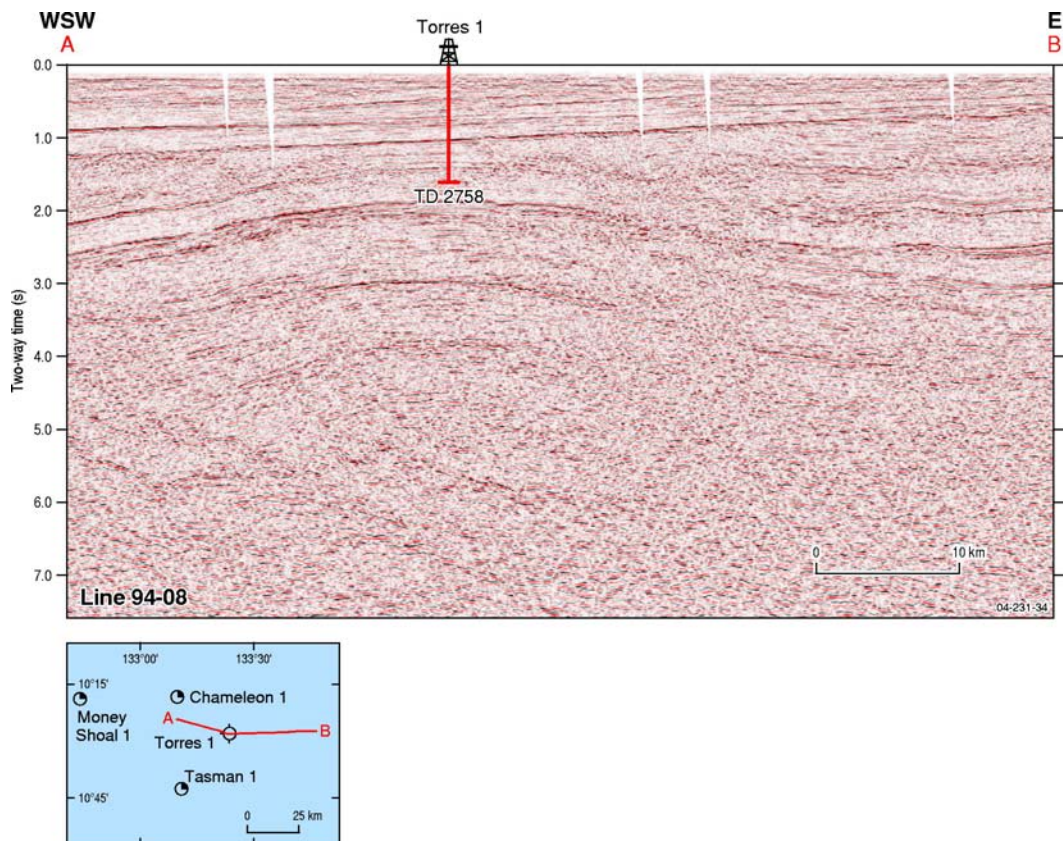 WSW
E
A
Torres 1
B
0.0
1.0
T.D 2758
2.0
3.0
Two-way time (s)
4.0
5.0
6.0
0
10 km
7.0
Line 94-08
04-231-34
133°00'
133°30'
10°15'
Chameleon 1
Money
Shoal 1
A
B
Torres 1
Tasman 1
10°45'
0
25 km